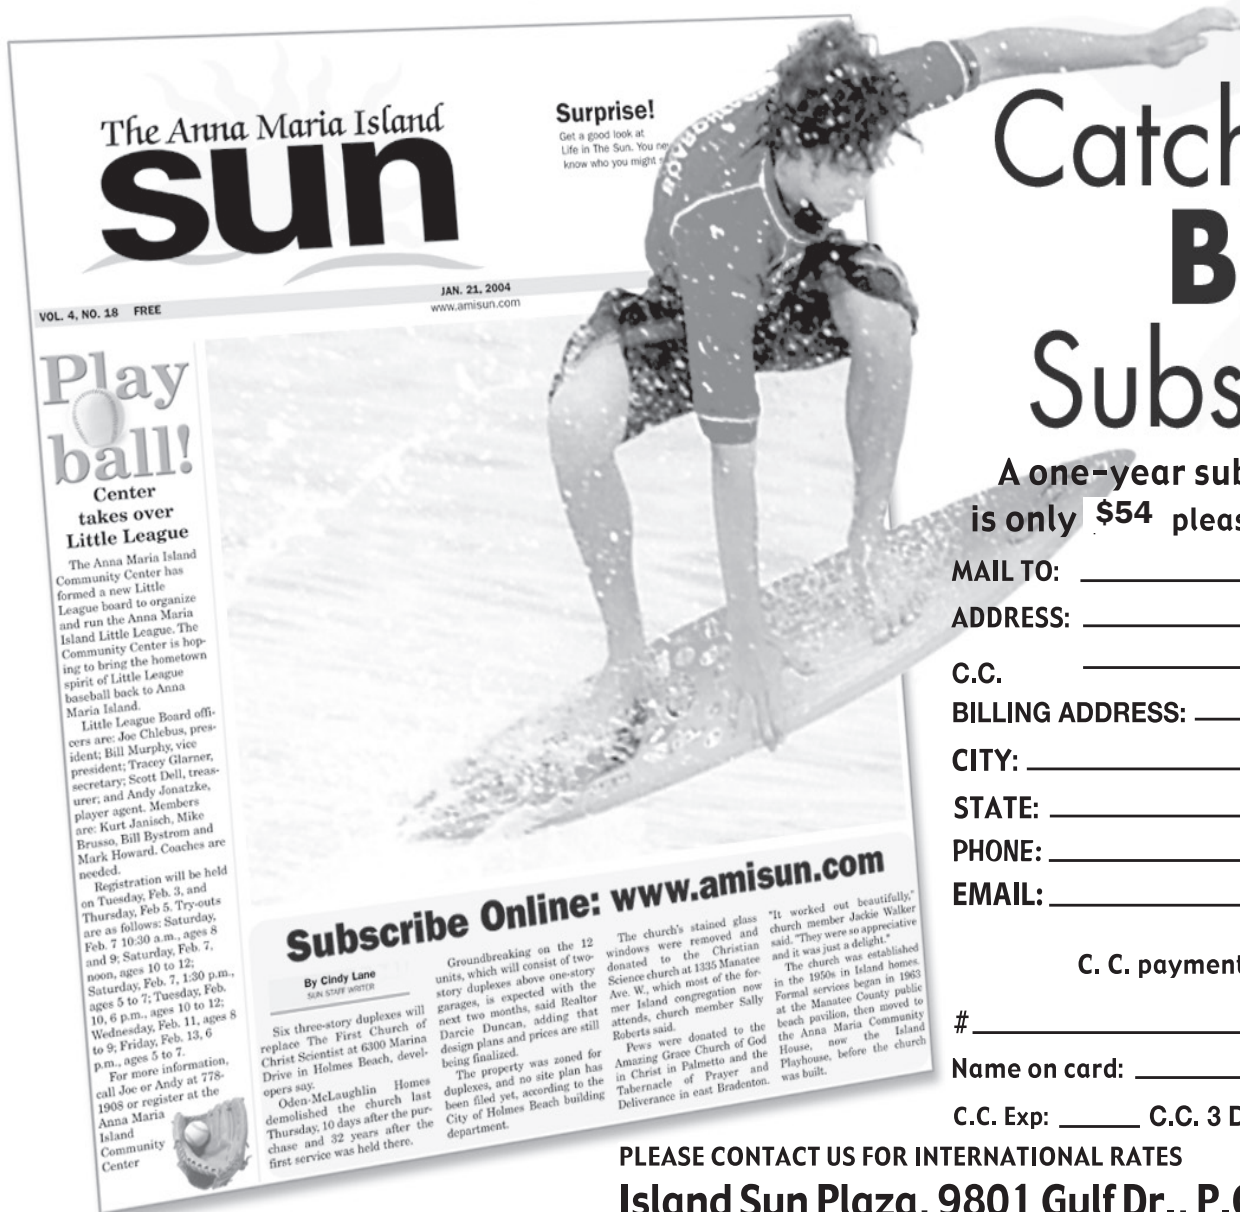 The Anna Maria Island
sun
Surprise!
Get a good look at
Life in The Sun. You
know who you might
VOL. 4, NO. 18 FREE
JAN. 21, 2004
www.amisun.com
Play
ball!
Center
takes over
Little League
The Anna Maria Island
Community Center has
formed a new Little
League board to organize
and run the Anna Maria
Island Little League. The
Community Center is hop-
ing to bring the hometown
spirit of Little League
baseball back to Anna
Maria Island.
Little League Board offi-
cers are: Joe Chlebus, pres-
ident; Bill Murphy, vice
president; Tracey Glarner,
secretary; Scott Dell, treas-
urer; and Andy Jonatzke,
player agent. Members
are: Kurt Janisch, Mike
Brusso, Bill Bystrom and
Mark Howard. Coaches are
needed.
Registration will be held
on Tuesday, Feb. 3, and
Thursday, Feb 5. Try-outs
are as follows: Saturday,
Feb. 7 10:30 a.m., ages 8
and 9; Saturday, Feb. 7,
noon, ages 10 to 12;
Saturday, Feb. 7, 1:30 p.m.,
ages 5 to 7; Tuesday, Feb.
10, 6 p.m., ages 10 to 12;
Wednesday, Feb. 11, ages 8
to 9; Friday, Feb. 13, 6
p.m., ages 5 to 7.
For more information,
call Joe or Andy at 778-
1908 or register at the
Anna Maria
Island
Community
Center
Subscribe Online: www.amisun.com
By Cindy Lane
SUN STAFF WRITER
Six three-story duplexes will
replace The First Church of
Christ Scientist at 6300 Marina
Drive in Holmes Beach, devel-
opers say.
Oden-McLaughlin Homes
demolished the church last
Thursday, 10 days after the pur-
chase and 32 years after the
first service was held there.
Groundbreaking on the 12
units, which will consist of two-
story duplexes above one-story
garages, is expected with the
next two months, said Realtor
Darcie Duncan, adding that
design plans and prices are still
being finalized.
The property was zoned for
duplexes, and no site plan has
been filed yet, according to the
City of Holmes Beach building
department.
The church's stained glass
windows were removed and
donated to the Christian
Science church at 1335 Manatee
Ave. W., which most of the for-
mer Island congregation now
attends, church member Sally
Roberts said.
Pews were donated to the
Amazing Grace Church of God
in Christ in Palmetto and the
Tabernacle of Prayer and
Deliverance in east Bradenton.
"It worked out beautifully,"
church member Jackie Walker
said. "They were so appreciative
and it was just a delight."
The church was established
in the 1950s in Island homes.
Formal services began in 1963
at the Manatee County public
beach pavilion, then moved to
the Anna Maria Community
House, now the Island
Playhouse, before the church
was built.
Catch
B
Subs
A one-year sub
is only $54 pleas
MAIL TO:
ADDRESS:
C.C.
BILLING ADDRESS:
CITY:
STATE:
PHONE:
EMAIL:
C. C. payment
#
Name on card:
C.C. Exp: C.C. 3 D
PLEASE CONTACT US FOR INTERNATIONAL RATES
Island Sun Plaza, 9801 Gulf Dr., P.O